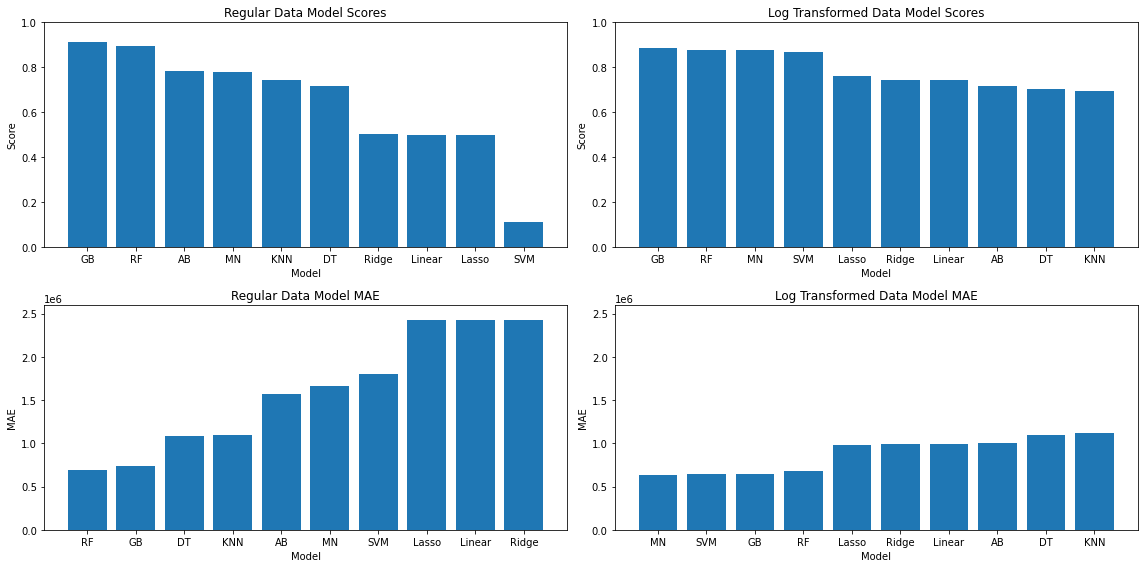 Regular Data Model Scores
1.0
0.8
0.6
0.4
0.2
0.0
Score
GB RF AB MN KNN DT Ridge Linear Lasso SVM
Model
Log Transformed Data Model Scores
1.0
0.8
0.6
0.4
0.2
0.0
Score
GB RF MN SVM Lasso Ridge Linear AB DT KNN
Model
Regular Data Model MAE
1e6
2.5
2.0
1.5
1.0
0.5
0.0
MAE
RF GB DT KNN AB MN SVM Lasso Linear Ridge
Model
Log Transformed Data Model MAE
1e6
2.5
2.0
1.5
1.0
0.5
0.0
MAE
MN SVM GB RF Lasso Ridge Linear AB DT KNN
Model